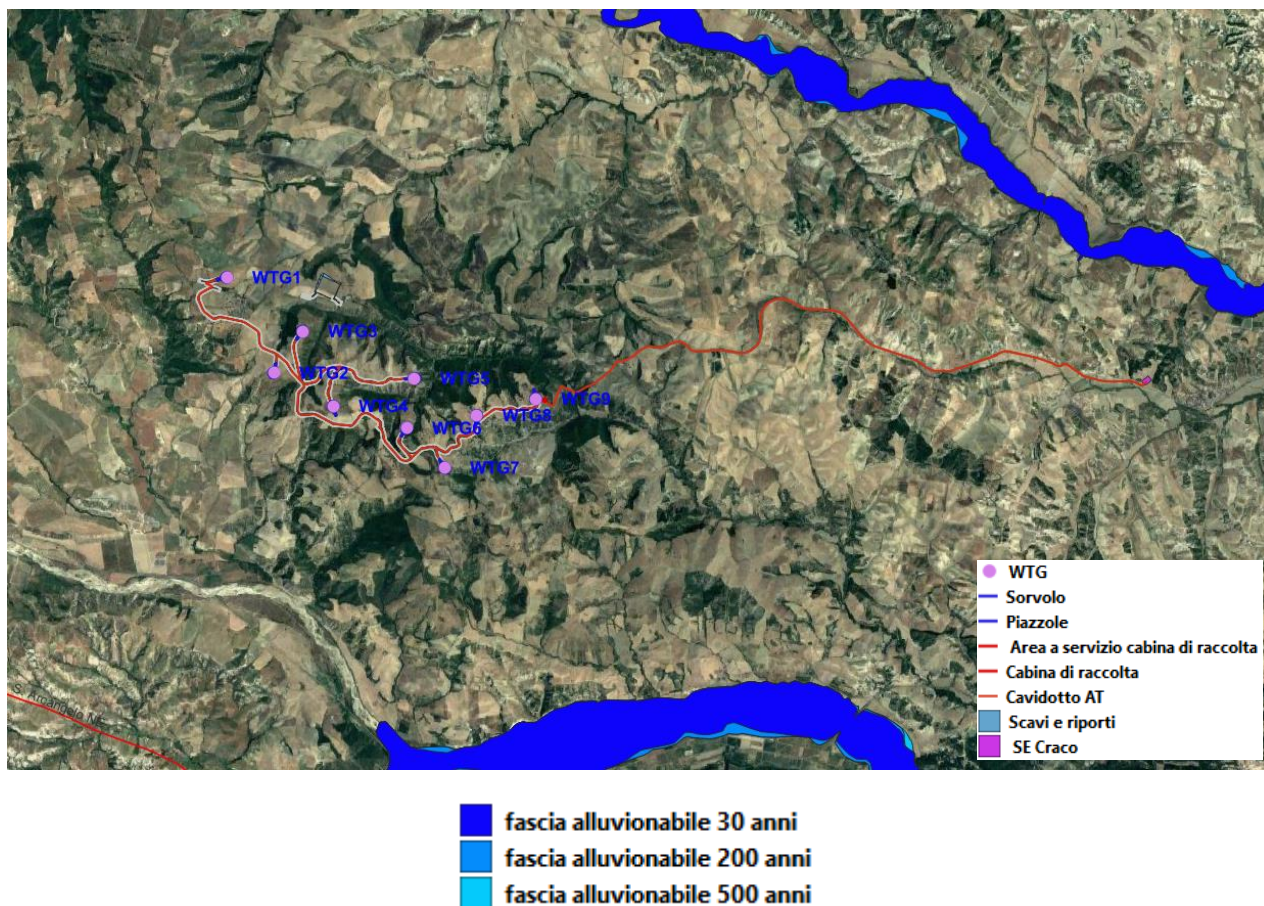 WTG1
WTG3
WTG2
WTG5
WTG4
WTG9
WTG8
WTG6
WTG7
S. Arcangelo NE
WTG
Sorvolo
Piazzole
Area a servizio cabina di raccolta
Cabina di raccolta
Cavidotto AT
Scavi e riporti
SE Craco
fascia alluvionabile 30 anni
fascia alluvionabile 200 anni
fascia alluvionabile 500 anni